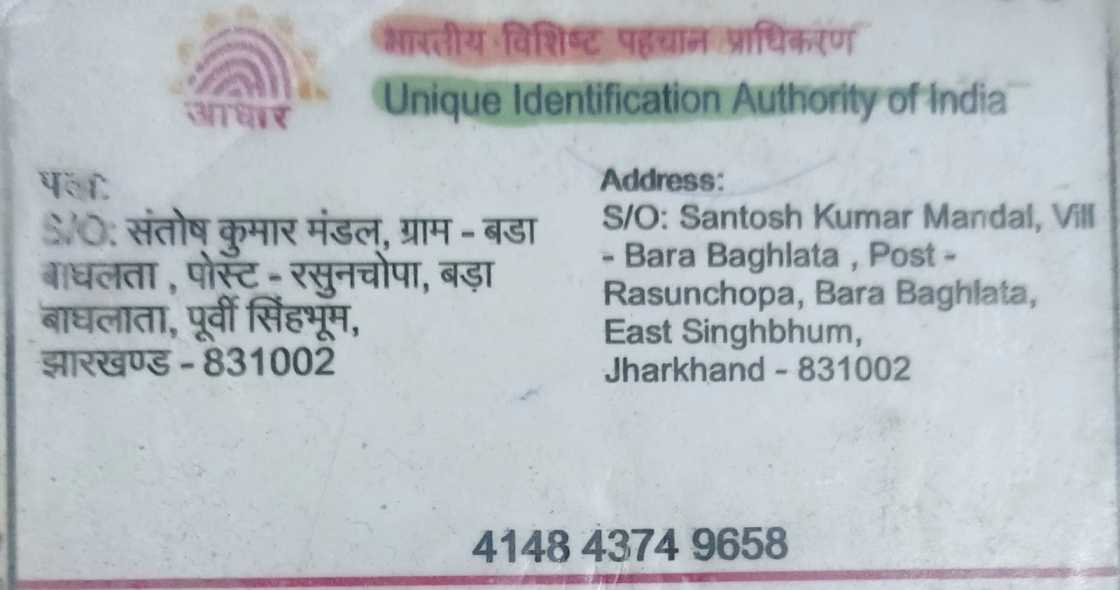 भारतीय विशिष्ट पहचान प्राधिकरण
Unique Identification Authority of India
आधार
पता:
S/O: संतोष कुमार मंडल, ग्राम - बडा
बाघलता , पोस्ट - रसुनचोपा, बड़ा
बाघलाता, पूर्वी सिंहभूम,
झारखण्ड - 831002
Address:
S/O: Santosh Kumar Mandal, Vill
- Bara Baghlata , Post -
Rasunchopa, Bara Baghlata,
East Singhbhum,
Jharkhand - 831002
4148 4374 9658